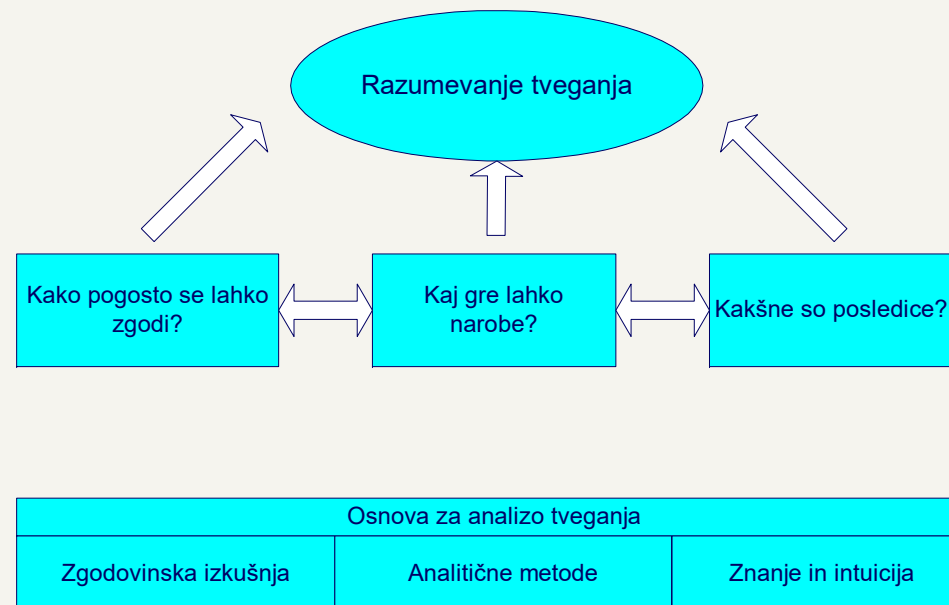 Razumevanje tveganja
Kako pogosto se lahko
zgodi?
Kaj gre lahko
narobe?
Kakšne so posledice?
Osnova za analizo tveganja
Zgodovinska izkušnja
Analitične metode
Znanje in intuicija